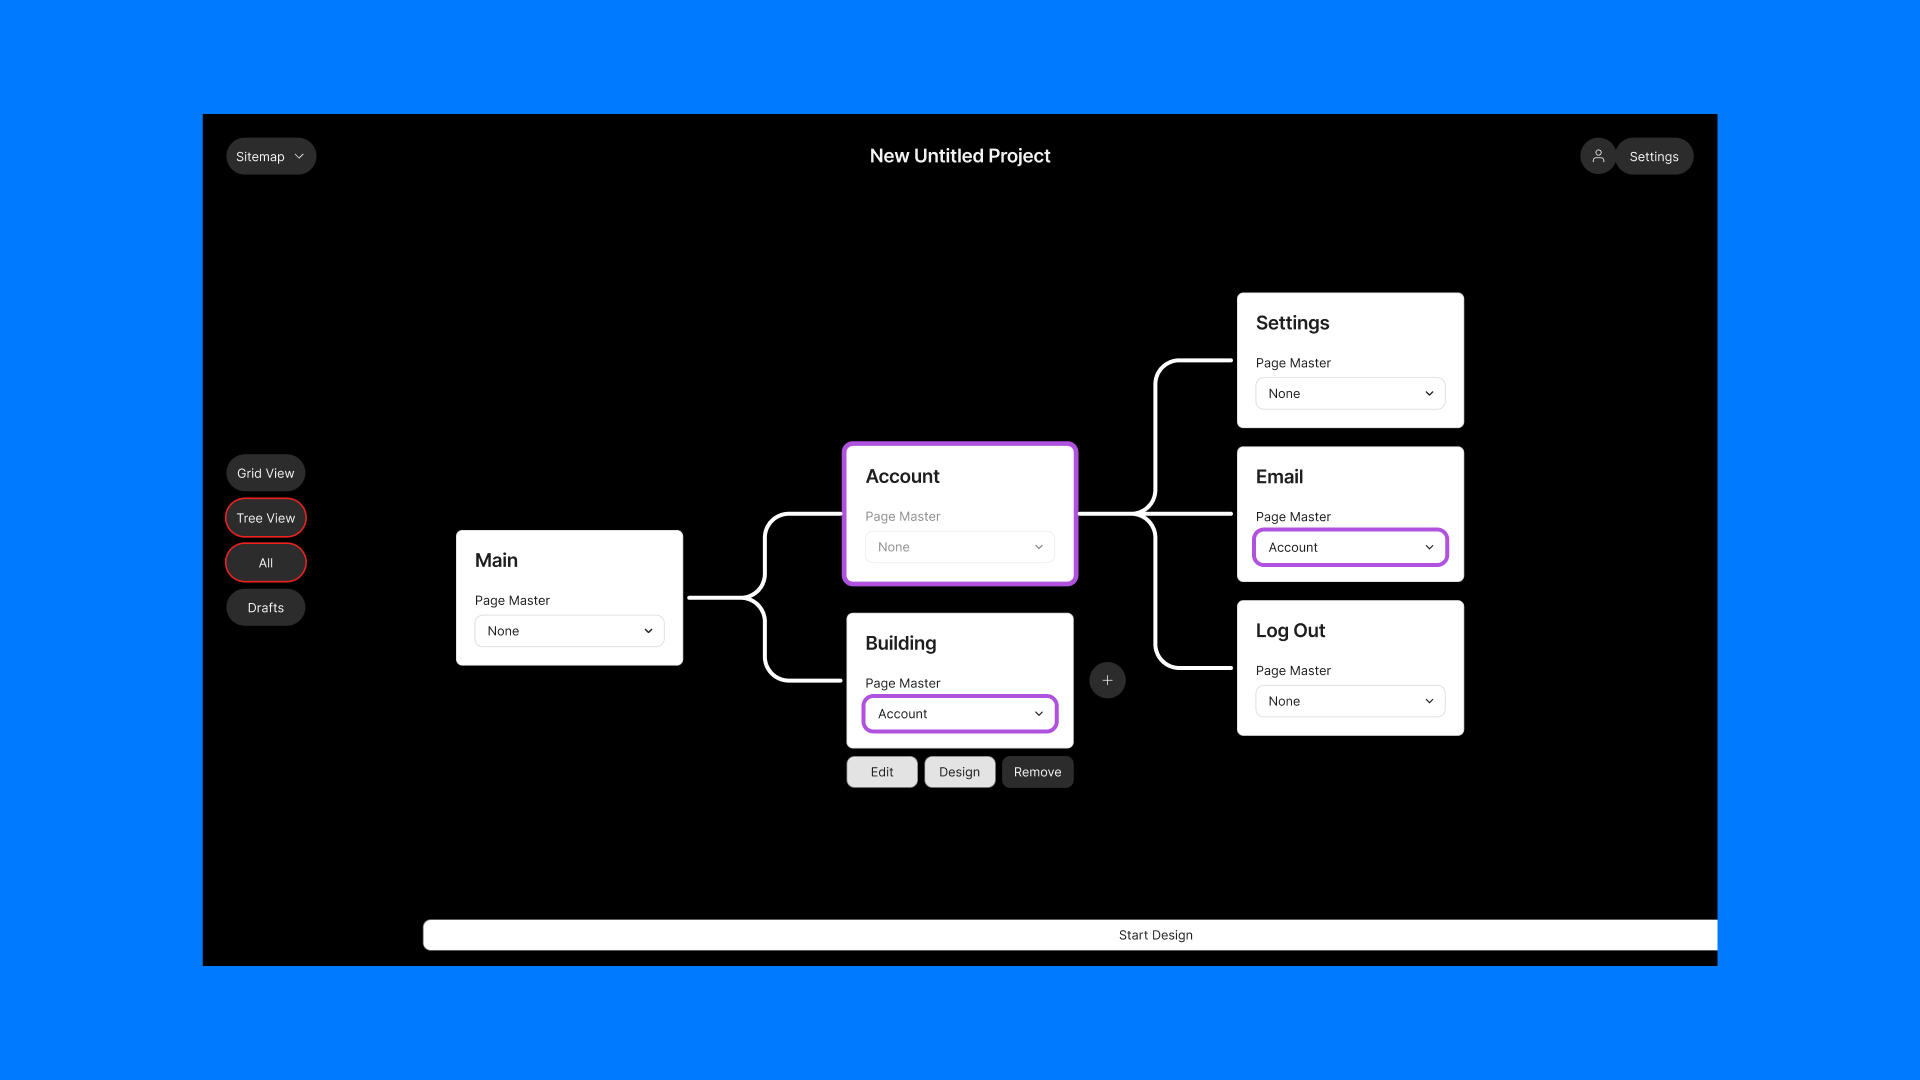 Sitemap
New Untitled Project
Settings
Grid View
Tree View
All
Drafts
Main
Page Master
None
Account
Page Master
None
Building
Page Master
Account
Edit
Design
Remove
Settings
Page Master
None
Email
Page Master
Account
Log Out
Page Master
None
Start Design